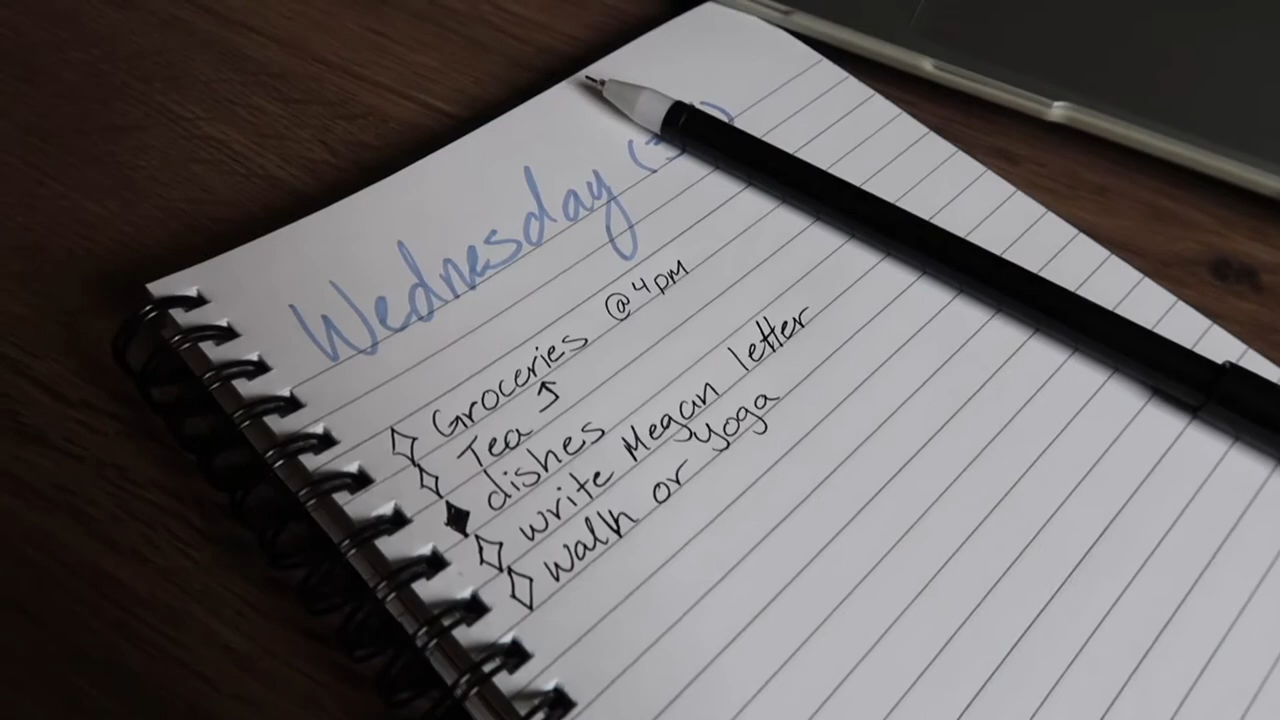 Wednesday
Groceries @ 4pm
Tea ↑
dishes
write Megan letter
walk or yoga